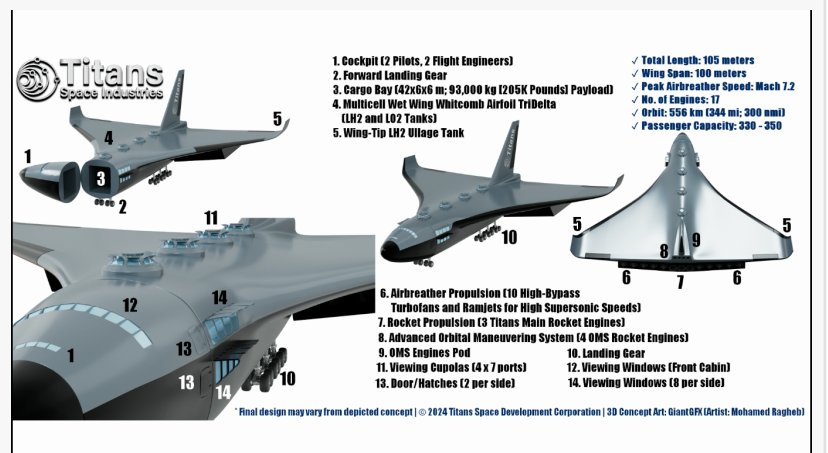 Titans
Space Industries
1. Cockpit (2 Pilots, 2 Flight Engineers)
2. Forward Landing Gear
3. Cargo Bay (42x6x6 m; 93,000 kg [205K Pounds] Payload)
4. Multicell Wet Wing Whitcomb Airfoil TriDelta
(LH2 and LO2 Tanks)
5. Wing-Tip LH2 Ullage Tank
✓ Total Length: 105 meters
✓ Wing Span: 100 meters
✓ Peak Airbreather Speed: Mach 7.2
✓ No. of Engines: 17
✓ Orbit: 556 km (344 mi; 300 nmi)
✓ Passenger Capacity: 330 - 350
1
2
3
4
5
Titans
10
5
5
8
9
6
6
7
11
12
14
1
13
13
14
10
6. Airbreather Propulsion (10 High-Bypass
Turbofans and Ramjets for High Supersonic Speeds)
7. Rocket Propulsion (3 Titans Main Rocket Engines)
8. Advanced Orbital Maneuvering System (4 OMS Rocket Engines)
9. OMS Engines Pod
10. Landing Gear
11. Viewing Cupolas (4 x 7 ports)
12. Viewing Windows (Front Cabin)
13. Door/Hatches (2 per side)
14. Viewing Windows (8 per side)
* Final design may vary from depicted concept | © 2024 Titans Space Development Corporation | 3D Concept Art: GiantGFX (Artist: Mohamed Ragheb)